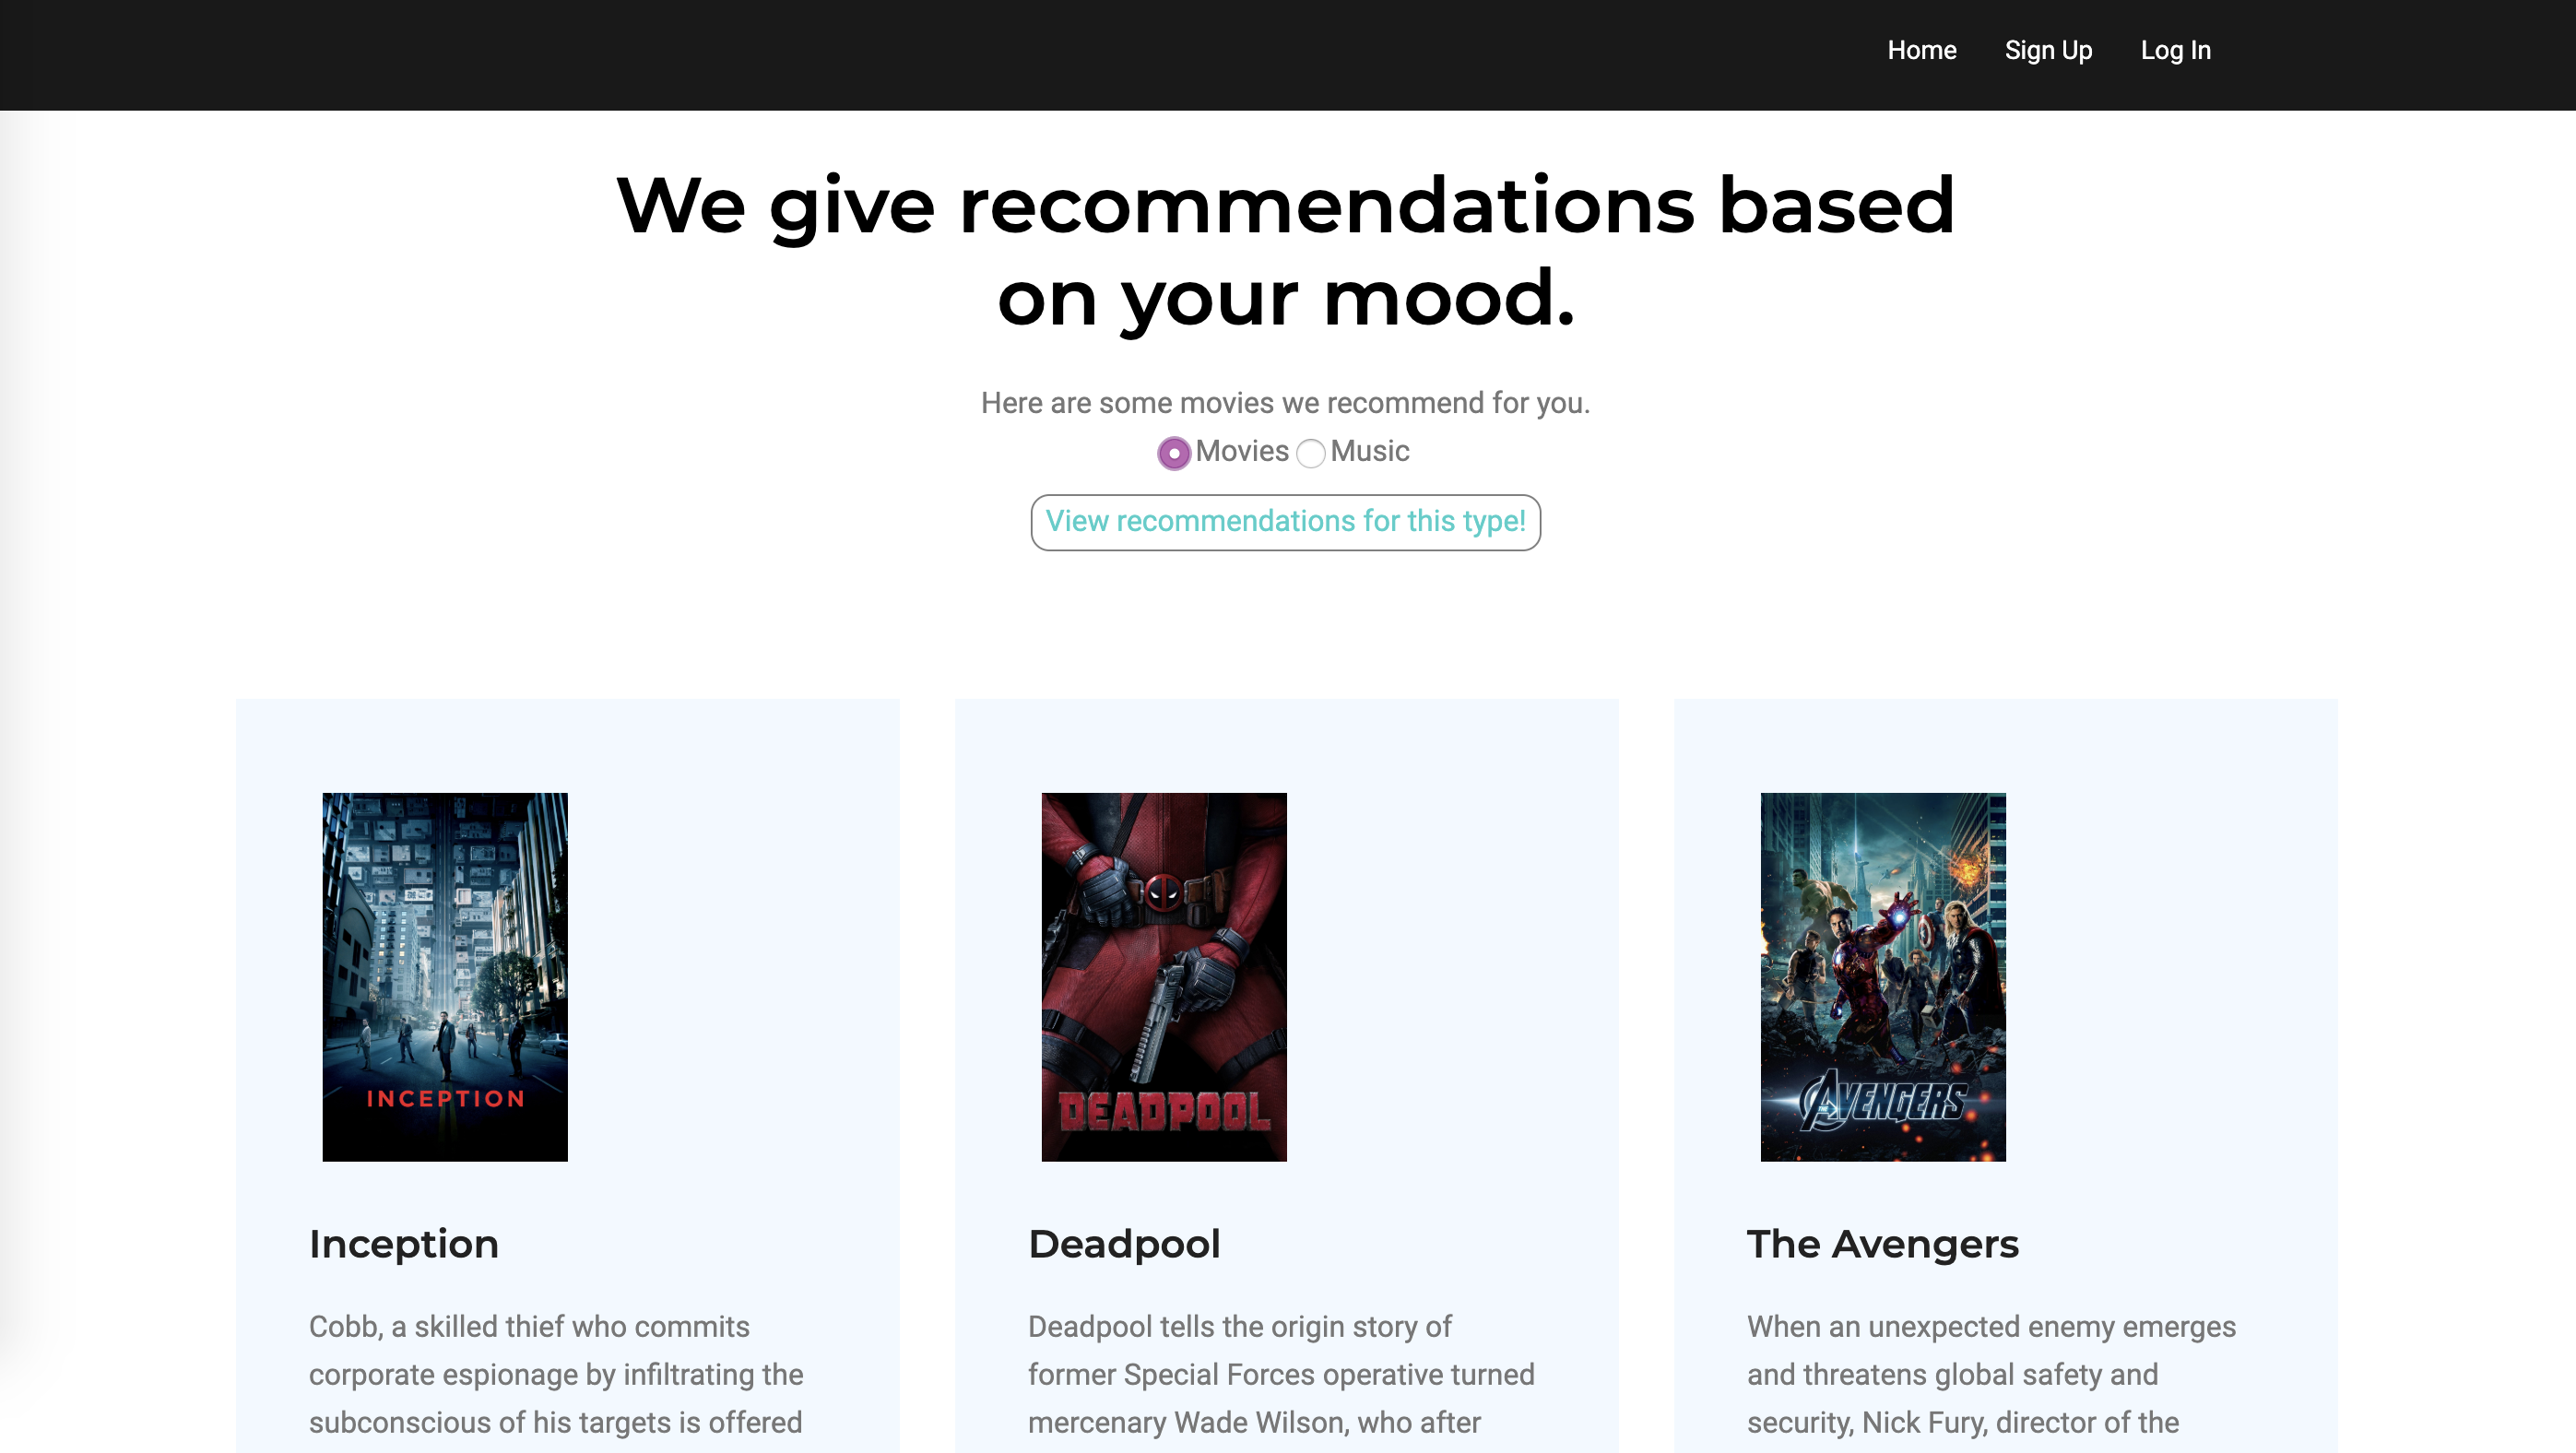 Home Sign Up Log In
We give recommendations based
on your mood.
Here are some movies we recommend for you.
Movies Music
View recommendations for this type!
INCEPTION
DEADPOOL
THE AVENGERS
Inception
Cobb, a skilled thief who commits
corporate espionage by infiltrating the
subconscious of his targets is offered
Deadpool
Deadpool tells the origin story of
former Special Forces operative turned
mercenary Wade Wilson, who after
The Avengers
When an unexpected enemy emerges
and threatens global safety and
security, Nick Fury, director of the